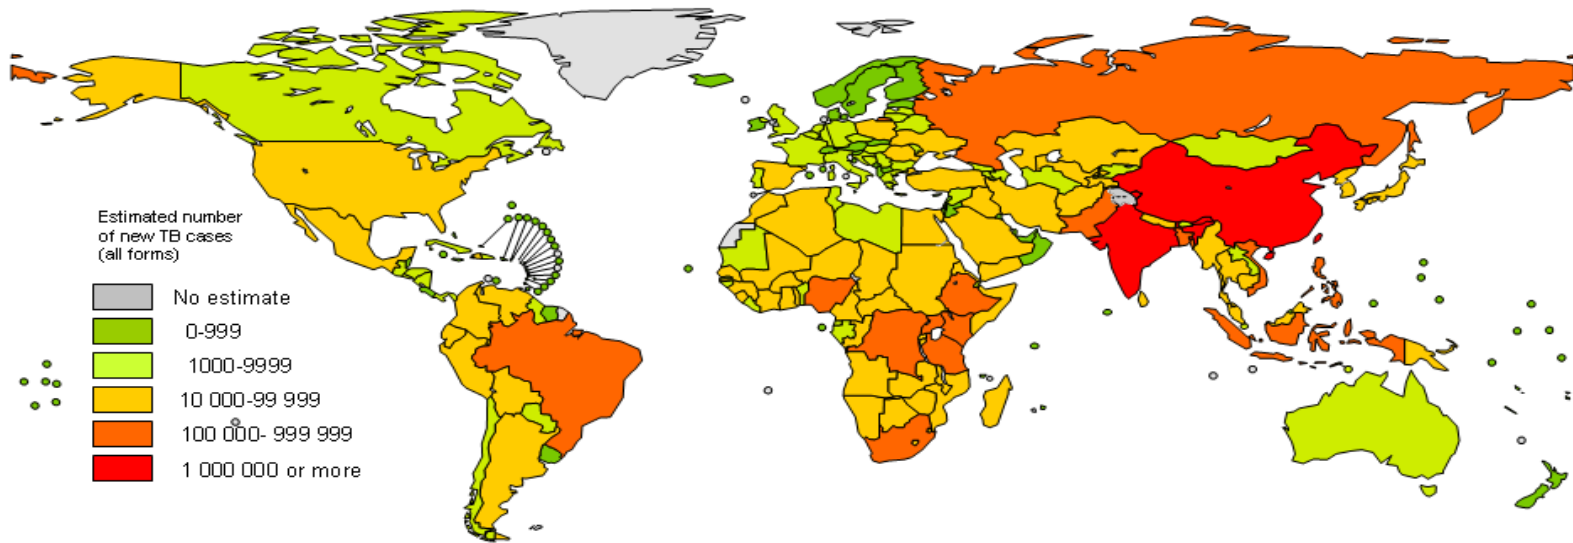 Estimated number
of new TB cases
(all forms)
No estimate
0-999
1000-9999
10 000-99 999
100 000- 999 999
1 000 000 or more